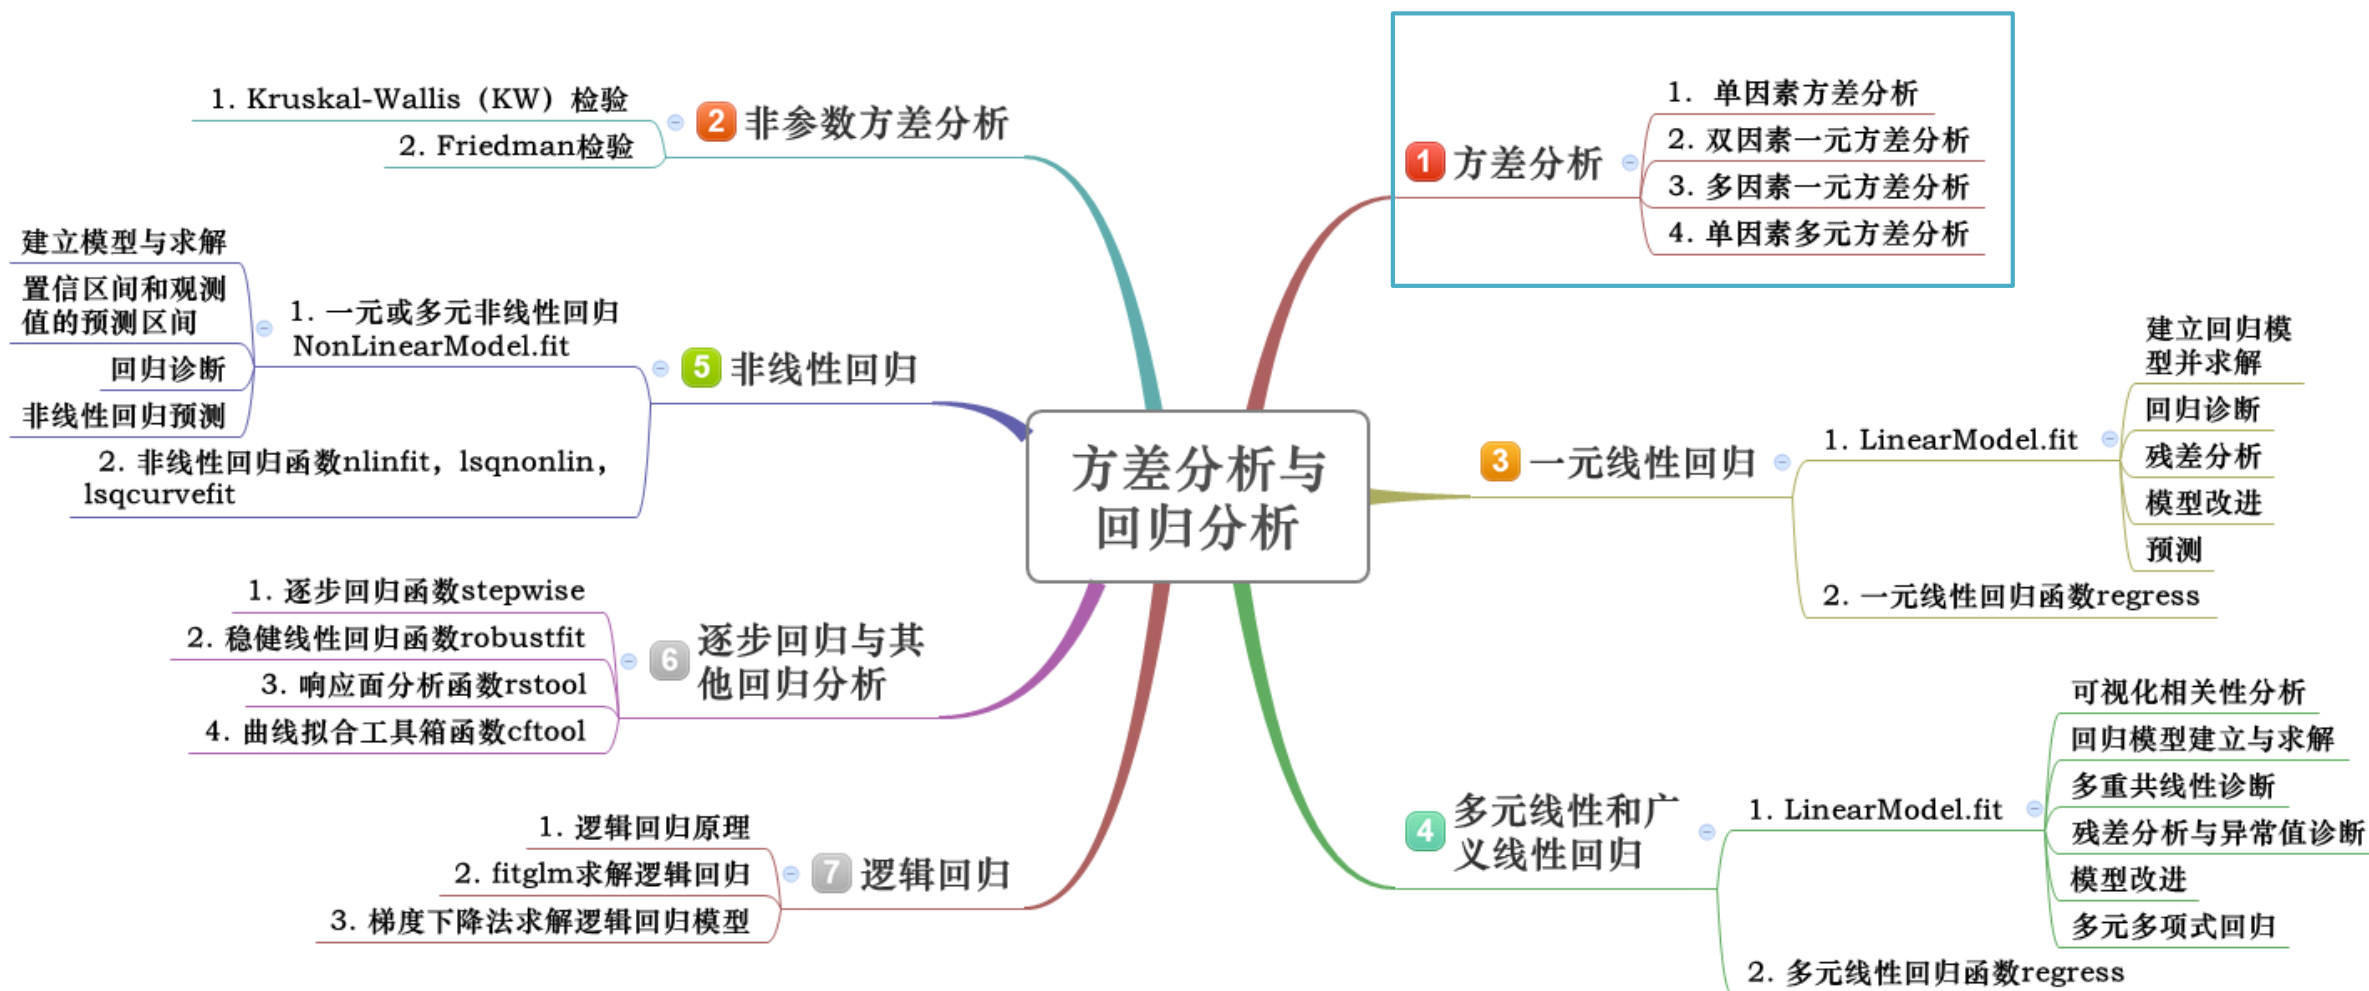 方差分析与
回归分析
1 方差分析
1. 单因素方差分析
2. 双因素一元方差分析
3. 多因素一元方差分析
4. 单因素多元方差分析
2 非参数方差分析
1. Kruskal-Wallis（KW）检验
2. Friedman检验
3 一元线性回归
1. LinearModel.fit
建立回归模
型并求解
回归诊断
残差分析
模型改进
预测
2. 一元线性回归函数regress
4 多元线性和广
义线性回归
1. LinearModel.fit
可视化相关性分析
回归模型建立与求解
多重共线性诊断
残差分析与异常值诊断
模型改进
多元多项式回归
2. 多元线性回归函数regress
5 非线性回归
1. 一元或多元非线性回归
NonLinearModel.fit
建立模型与求解
置信区间和观测
值的预测区间
回归诊断
非线性回归预测
2. 非线性回归函数nlinfit，lsqnonlin，
lsqcurvefit
6 逐步回归与其
他回归分析
1. 逐步回归函数stepwise
2. 稳健线性回归函数robustfit
3. 响应面分析函数rstool
4. 曲线拟合工具箱函数cftool
7 逻辑回归
1. 逻辑回归原理
2. fitglm求解逻辑回归
3. 梯度下降法求解逻辑回归模型